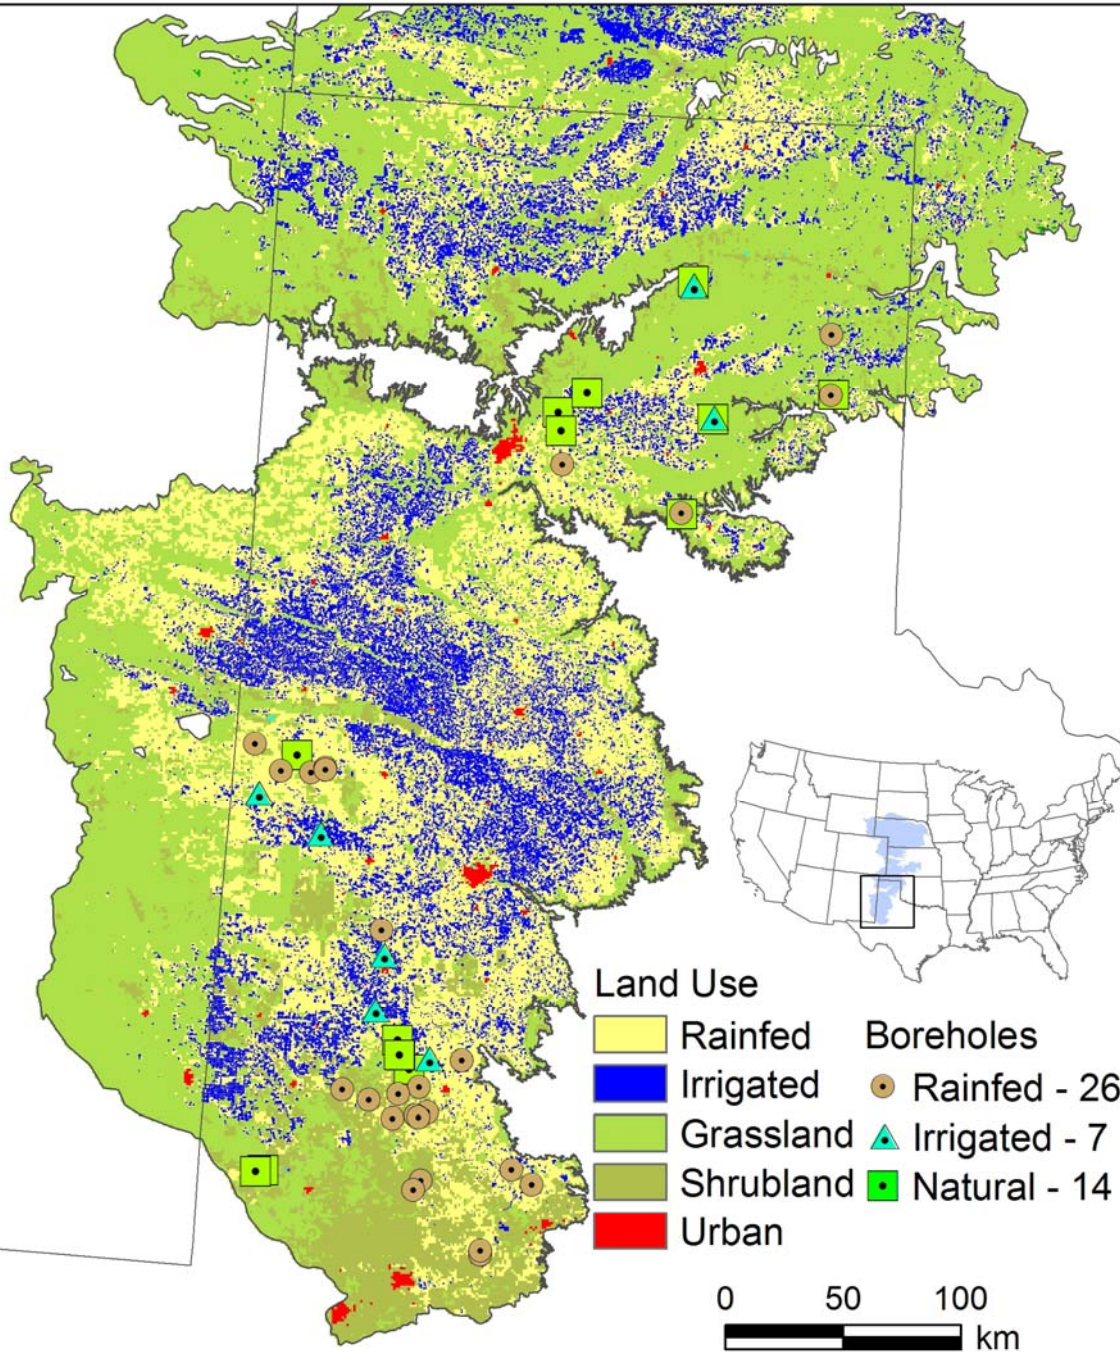 Land Use
Rainfed
Irrigated
Grassland
Shrubland
Urban
Boreholes
Rainfed - 26
Irrigated - 7
Natural - 14
0 50 100
km